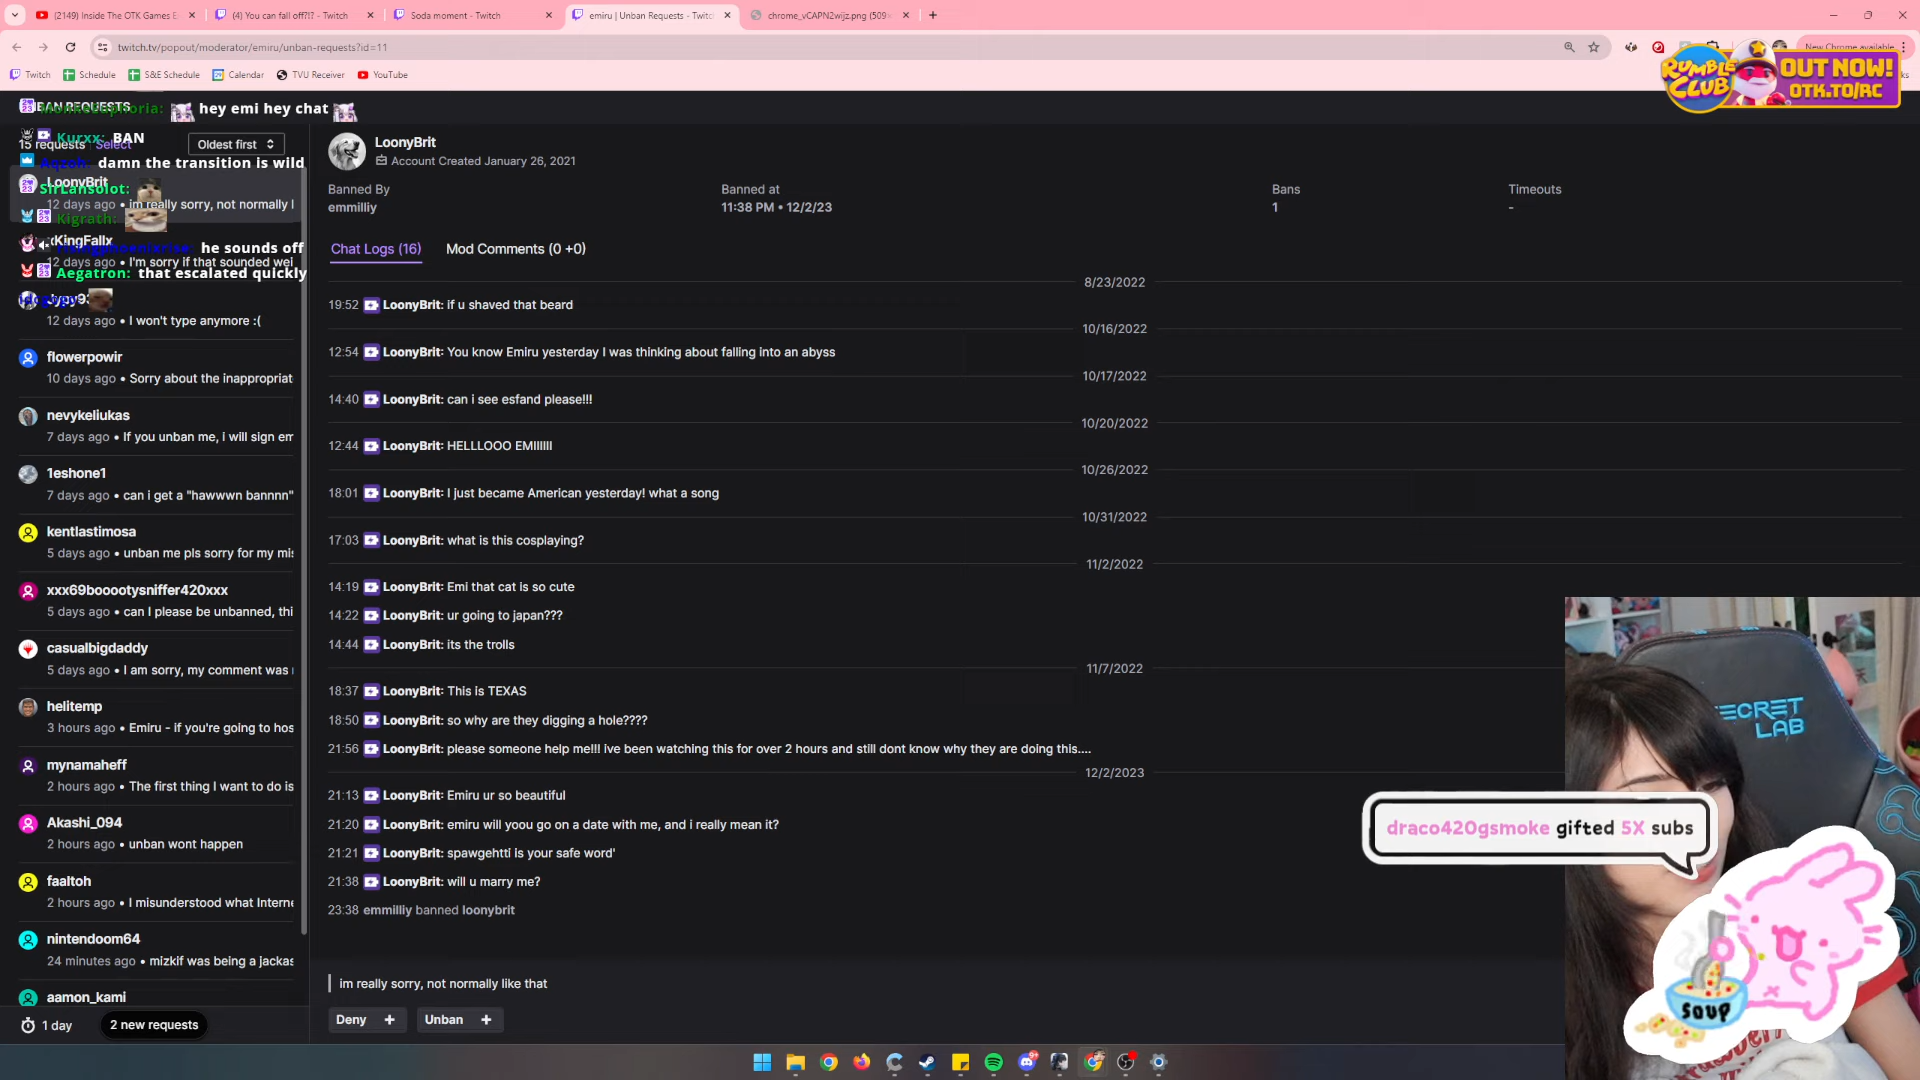 (2149) Inside The OTK Games E
(4) You can fall off?!? - Twitch
Soda moment - Twitch
emiru | Unban Requests - Twitc
chrome_vCAPN2wijz.png (509
twitch.tv/popout/moderator/emiru/unban-requests?id=11
New Chrome available
Twitch
Schedule
S&E Schedule
Calendar
TVU Receiver
YouTube
RUMBLE CLUB
OUT NOW!
OTK.TO/RC
BAN REQUESTS
hey emi hey chat
Kurxx: BAN
15 requests
Select
Oldest first
Aqzoh: damn the transition is wild
LoonyBrit
SirLansolot:
12 days ago • im really sorry, not normally l
Kigrath:
xKingFallx
he sounds off
12 days ago • I'm sorry if that sounded wei
Aegatron: that escalated quickly
12 days ago • I won't type anymore :(
flowerpowir
10 days ago • Sorry about the inappropriat
nevykeliukas
7 days ago • If you unban me, i will sign em
1eshone1
7 days ago • can i get a "hawwwn bannnn"
kentlastimosa
5 days ago • unban me pls sorry for my mis
xxx69booootysniffer420xxx
5 days ago • can I please be unbanned, thi
casualbigdaddy
5 days ago • I am sorry, my comment was
helitemp
3 hours ago • Emiru - if you're going to hos
mynamaheff
2 hours ago • The first thing I want to do is
Akashi_094
2 hours ago • unban wont happen
faaltoh
2 hours ago • I misunderstood what Interne
nintendoom64
24 minutes ago • mizkif was being a jackas
aamon_kami
1 day
2 new requests
LoonyBrit
Account Created January 26, 2021
Banned By
emmilliy
Banned at
11:38 PM • 12/2/23
Bans
1
Timeouts
-
Chat Logs (16)
Mod Comments (0 +0)
8/23/2022
19:52 LoonyBrit: if u shaved that beard
10/16/2022
12:54 LoonyBrit: You know Emiru yesterday I was thinking about falling into an abyss
10/17/2022
14:40 LoonyBrit: can i see esfand please!!!
10/20/2022
12:44 LoonyBrit: HELLLOOO EMIIIIII
10/26/2022
18:01 LoonyBrit: I just became American yesterday! what a song
10/31/2022
17:03 LoonyBrit: what is this cosplaying?
11/2/2022
14:19 LoonyBrit: Emi that cat is so cute
14:22 LoonyBrit: ur going to japan???
14:44 LoonyBrit: its the trolls
11/7/2022
18:37 LoonyBrit: This is TEXAS
18:50 LoonyBrit: so why are they digging a hole????
21:56 LoonyBrit: please someone help me!!! ive been watching this for over 2 hours and still dont know why they are doing this....
12/2/2023
21:13 LoonyBrit: Emiru ur so beautiful
21:20 LoonyBrit: emiru will yoou go on a date with me, and i really mean it?
21:21 LoonyBrit: spawgehtti is your safe word'
21:38 LoonyBrit: will u marry me?
23:38 emmilliy banned loonybrit
im really sorry, not normally like that
Deny +
Unban +
SECRET LAB
draco420gsmoke gifted 5X subs
SOUP